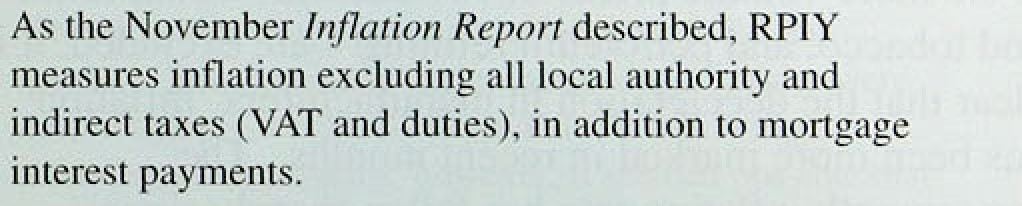 As the November Inflation Report described, RPIY
measures inflation excluding all local authority and
indirect taxes (VAT and duties), in addition to mortgage
interest payments.